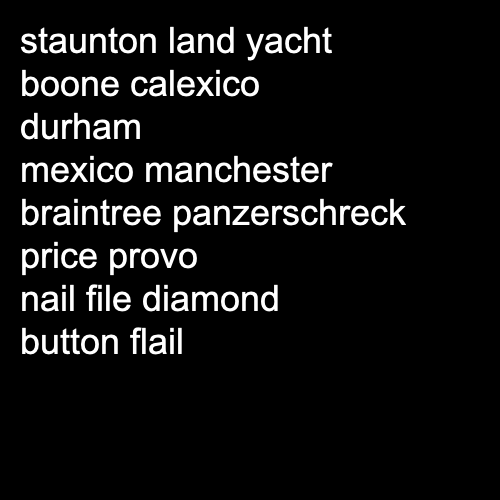 staunton land yacht
boone calexico
durham
mexico manchester
braintree panzerschreck
price provo
nail file diamond
button flail